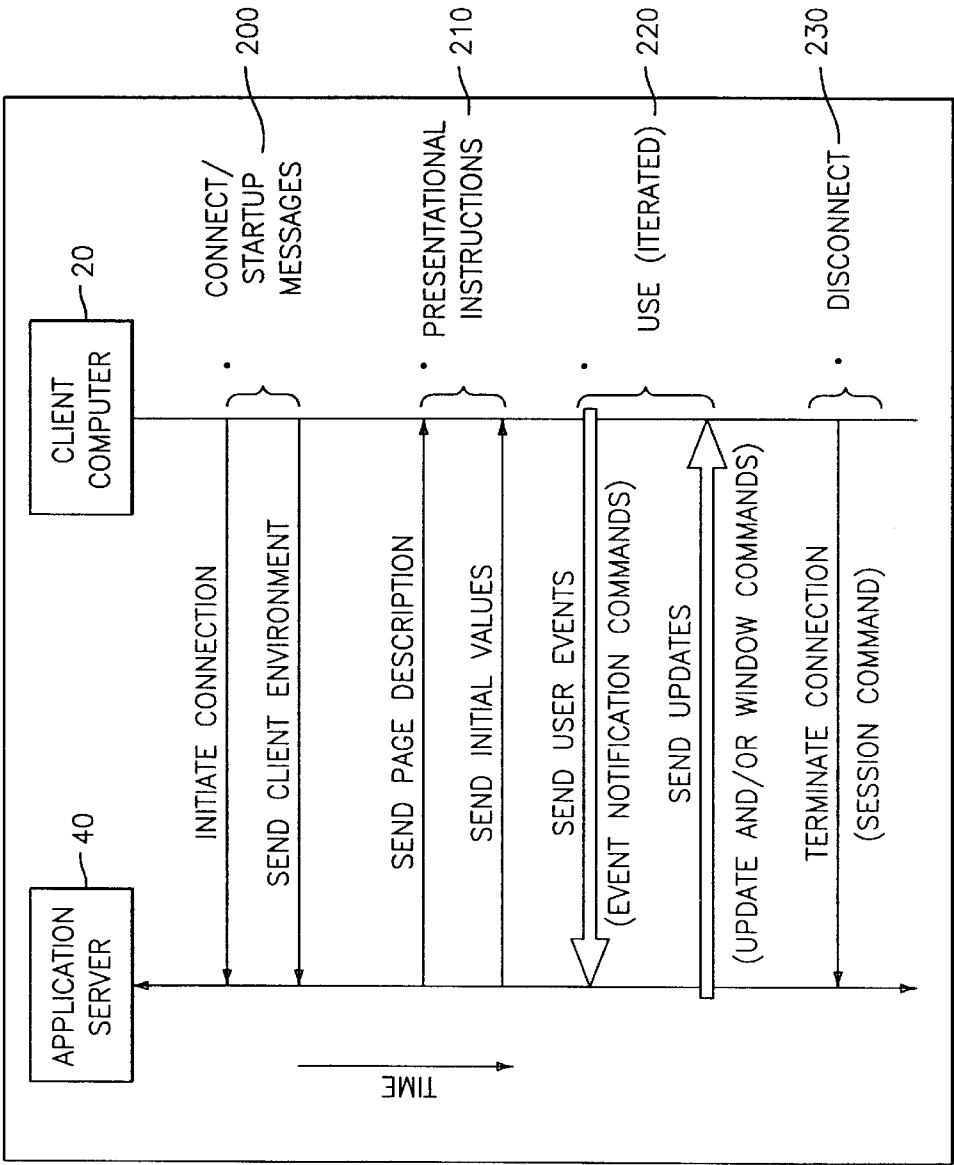 APPLICATION
SERVER
40
CLIENT
COMPUTER
20
TIME
INITIATE CONNECTION
SEND CLIENT ENVIRONMENT
CONNECT/
STARTUP
MESSAGES
200
SEND PAGE DESCRIPTION
SEND INITIAL VALUES
PRESENTATIONAL
INSTRUCTIONS
210
SEND USER EVENTS
(EVENT NOTIFICATION COMMANDS)
SEND UPDATES
(UPDATE AND/OR WINDOW COMMANDS)
USE (ITERATED)
220
TERMINATE CONNECTION
(SESSION COMMAND)
DISCONNECT
230